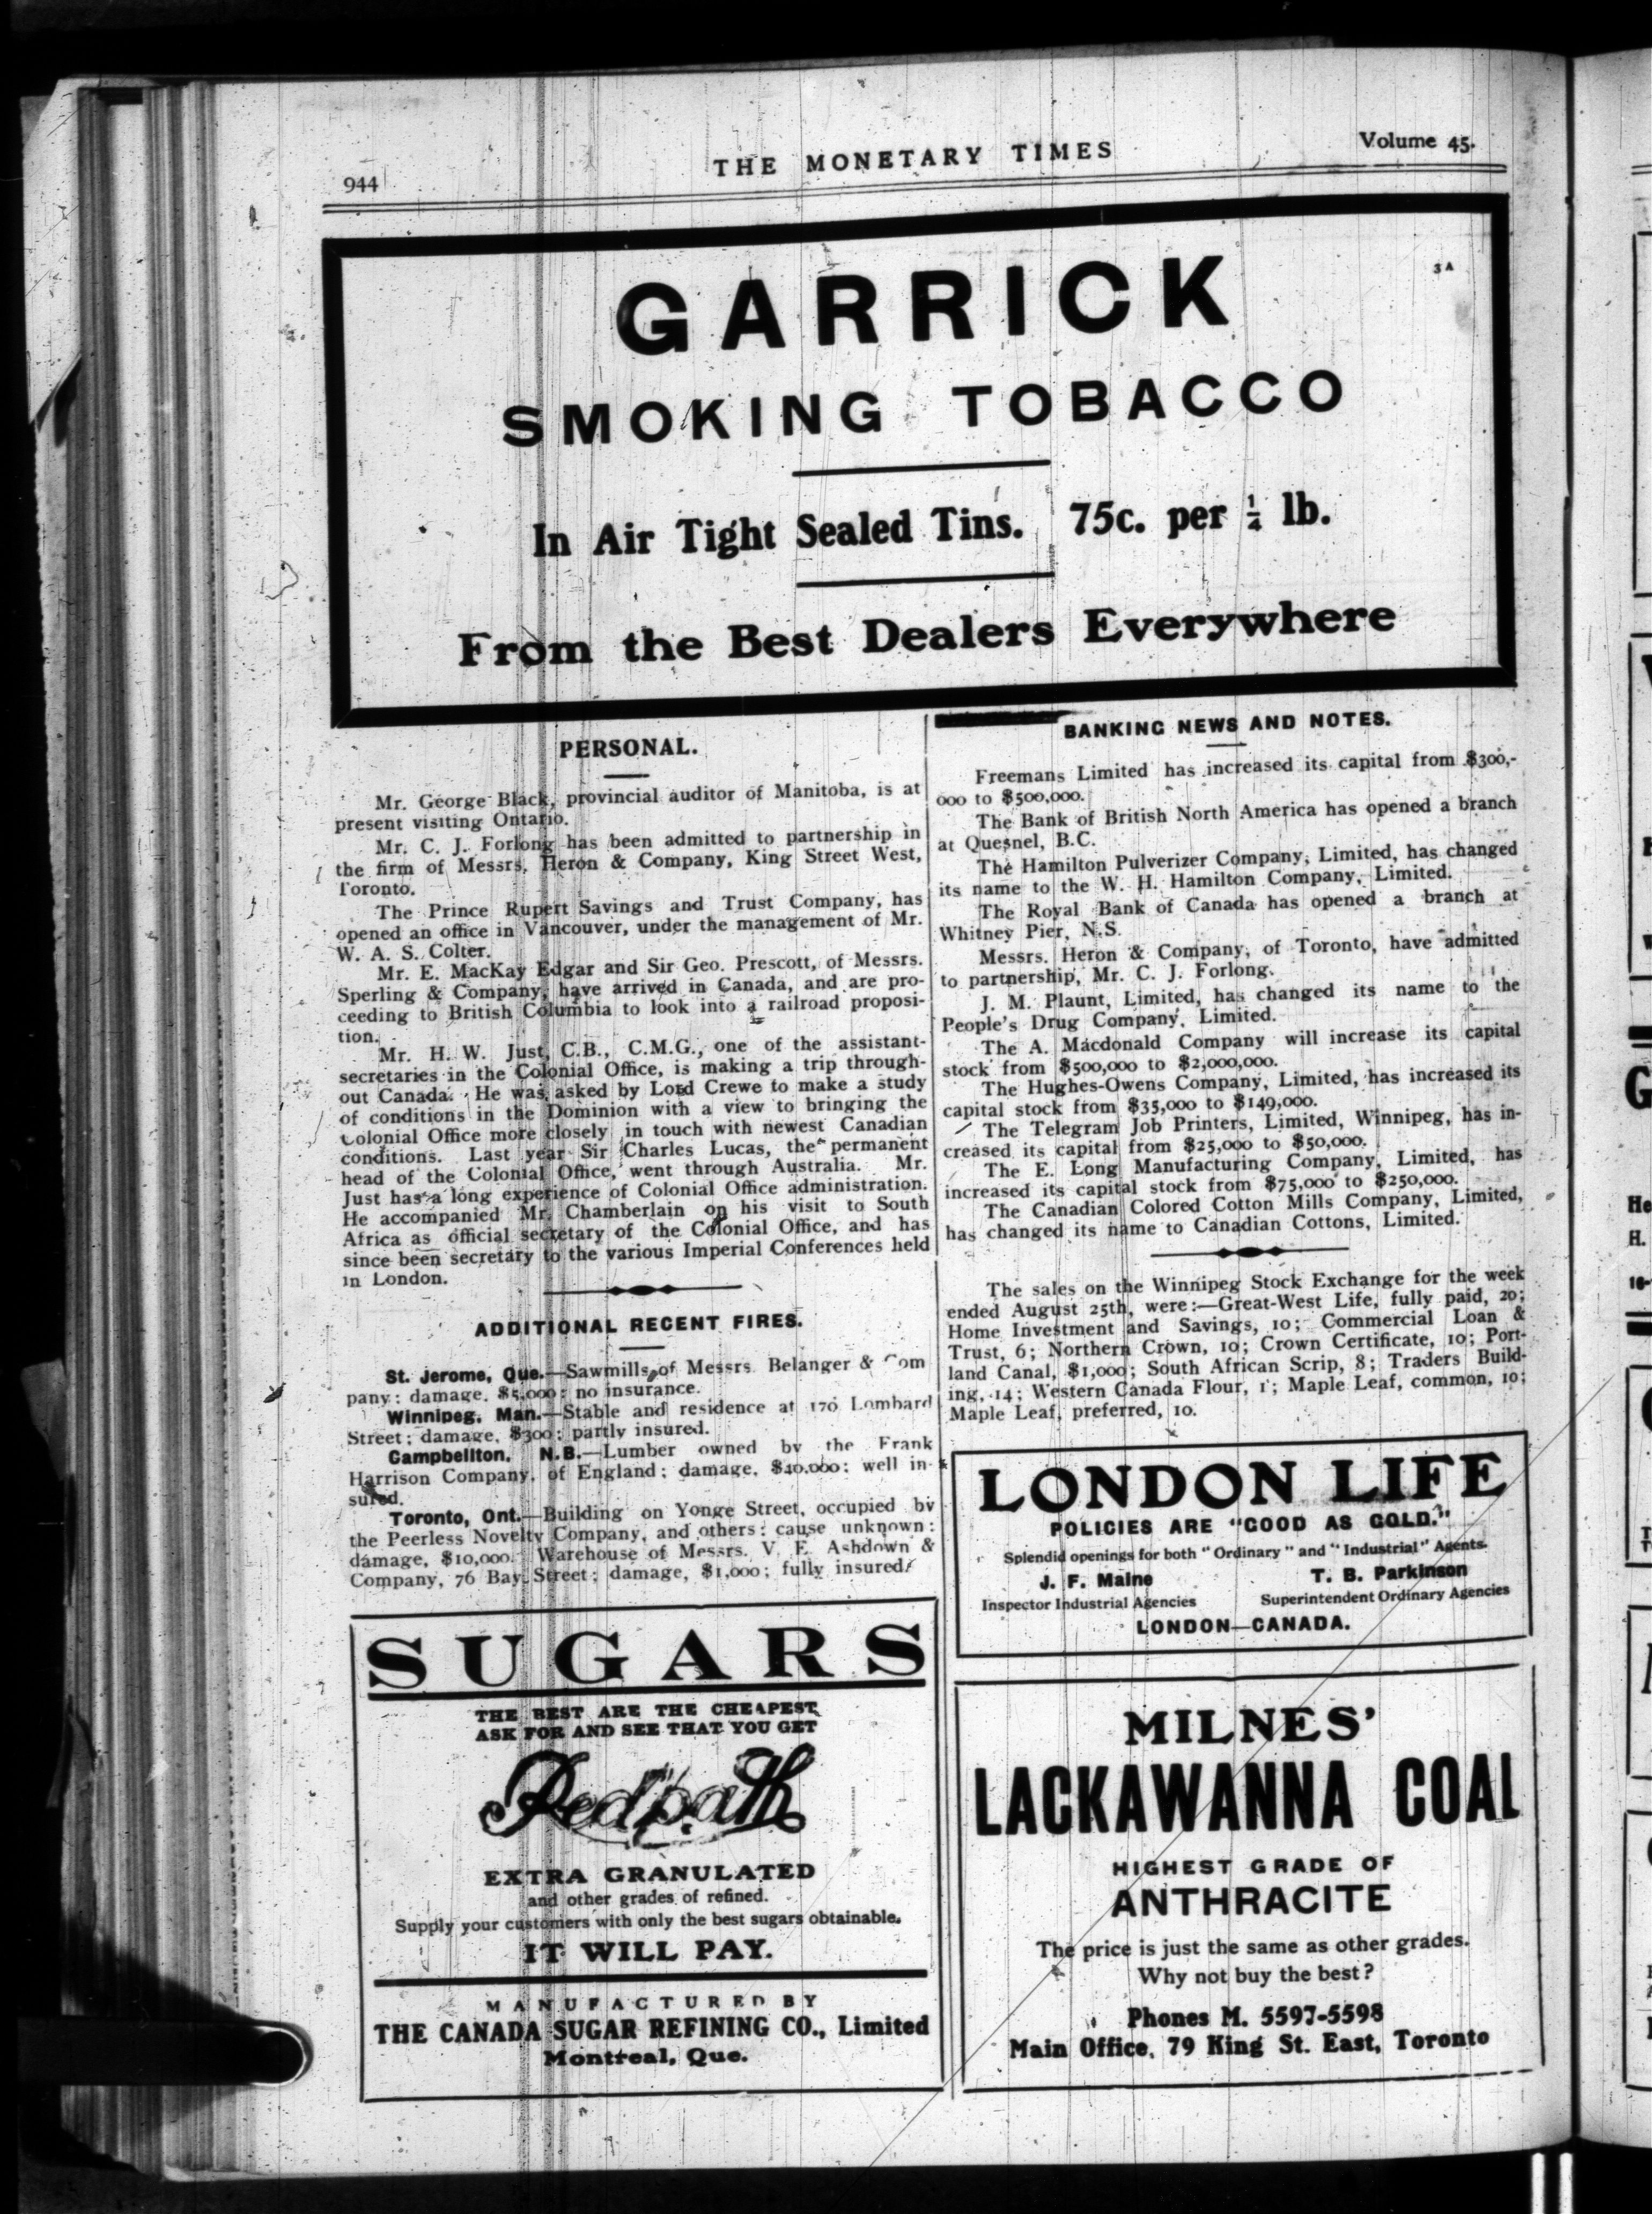 944
THE MONETARY TIMES
Volume 45.
3A
GARRICK
SMOKING TOBACCO
In Air Tight Sealed Tins. 75c. per ¼ lb.
From the Best Dealers Everywhere
PERSONAL.
Mr. George Black, provincial auditor of Manitoba, is at
present visiting Ontario.
Mr. C. J. Forlong has been admitted to partnership in
the firm of Messrs. Heron & Company, King Street West,
Toronto.
The Prince Rupert Savings and Trust Company, has
opened an office in Vancouver, under the management of Mr.
W. A. S. Colter.
Mr. E. MacKay Edgar and Sir Geo. Prescott, of Messrs.
Sperling & Company, have arrived in Canada, and are pro-
ceeding to British Columbia to look into a railroad proposi-
tion.
Mr. H. W. Just, C.B., C.M.G., one of the assistant-
secretaries in the Colonial Office, is making a trip through-
out Canada. He was asked by Lord Crewe to make a study
of conditions in the Dominion with a view to bringing the
Colonial Office more closely in touch with newest Canadian
conditions. Last year Sir Charles Lucas, the permanent
head of the Colonial Office, went through Australia. Mr.
Just has a long experience of Colonial Office administration.
He accompanied Mr. Chamberlain on his visit to South
Africa as official secretary of the Colonial Office, and has
since been secretary to the various Imperial Conferences held
in London.
ADDITIONAL RECENT FIRES.
St. Jerome, Que.—Sawmills of Messrs. Belanger & Com
pany; damage, $5,000; no insurance.
Winnipeg, Man.—Stable and residence at 176 Lombard
Street; damage, $300; partly insured.
Campbellton, N.B.—Lumber owned by the Frank
Harrison Company, of England; damage, $40,000; well in-
sured.
Toronto, Ont.—Building on Yonge Street, occupied by
the Peerless Novelty Company, and others; cause unknown;
damage, $10,000. Warehouse of Messrs. V. E. Ashdown &
Company, 76 Bay Street; damage, $1,000; fully insured.
SUGARS
THE BEST ARE THE CHEAPEST
ASK FOR AND SEE THAT YOU GET
Redpath
EXTRA GRANULATED
and other grades of refined.
Supply your customers with only the best sugars obtainable.
IT WILL PAY.
MANUFACTURED BY
THE CANADA SUGAR REFINING CO., Limited
Montreal, Que.
BANKING NEWS AND NOTES.
Freemans Limited has increased its capital from $300,-
000 to $500,000.
The Bank of British North America has opened a branch
at Quesnel, B.C.
The Hamilton Pulverizer Company, Limited, has changed
its name to the W. H. Hamilton Company, Limited.
The Royal Bank of Canada has opened a branch at
Whitney Pier, N.S.
Messrs. Heron & Company, of Toronto, have admitted
to partnership, Mr. C. J. Forlong.
J. M. Plaunt, Limited, has changed its name to the
People's Drug Company, Limited.
The A. Macdonald Company will increase its capital
stock from $500,000 to $2,000,000.
The Hughes-Owens Company, Limited, has increased its
capital stock from $35,000 to $149,000.
The Telegram Job Printers, Limited, Winnipeg, has in-
creased its capital from $25,000 to $50,000.
The E. Long Manufacturing Company, Limited, has
increased its capital stock from $75,000 to $250,000.
The Canadian Colored Cotton Mills Company, Limited,
has changed its name to Canadian Cottons, Limited.
The sales on the Winnipeg Stock Exchange for the week
ended August 25th, were:—Great-West Life, fully paid, 20;
Home Investment and Savings, 10; Commercial Loan &
Trust, 6; Northern Crown, 10; Crown Certificate, 10; Port-
land Canal, $1,000; South African Scrip, 8; Traders Build-
ing, 14; Western Canada Flour, 1; Maple Leaf, common, 10;
Maple Leaf, preferred, 10.
LONDON LIFE
POLICIES ARE "GOOD AS GOLD."
Splendid openings for both "Ordinary" and "Industrial" Agents.
J. F. Maine T. B. Parkinson
Inspector Industrial Agencies Superintendent Ordinary Agencies
LONDON—CANADA.
MILNES'
LACKAWANNA COAL
HIGHEST GRADE OF
ANTHRACITE
The price is just the same as other grades.
Why not buy the best?
Phones M. 5597-5598
Main Office, 79 King St. East, Toronto